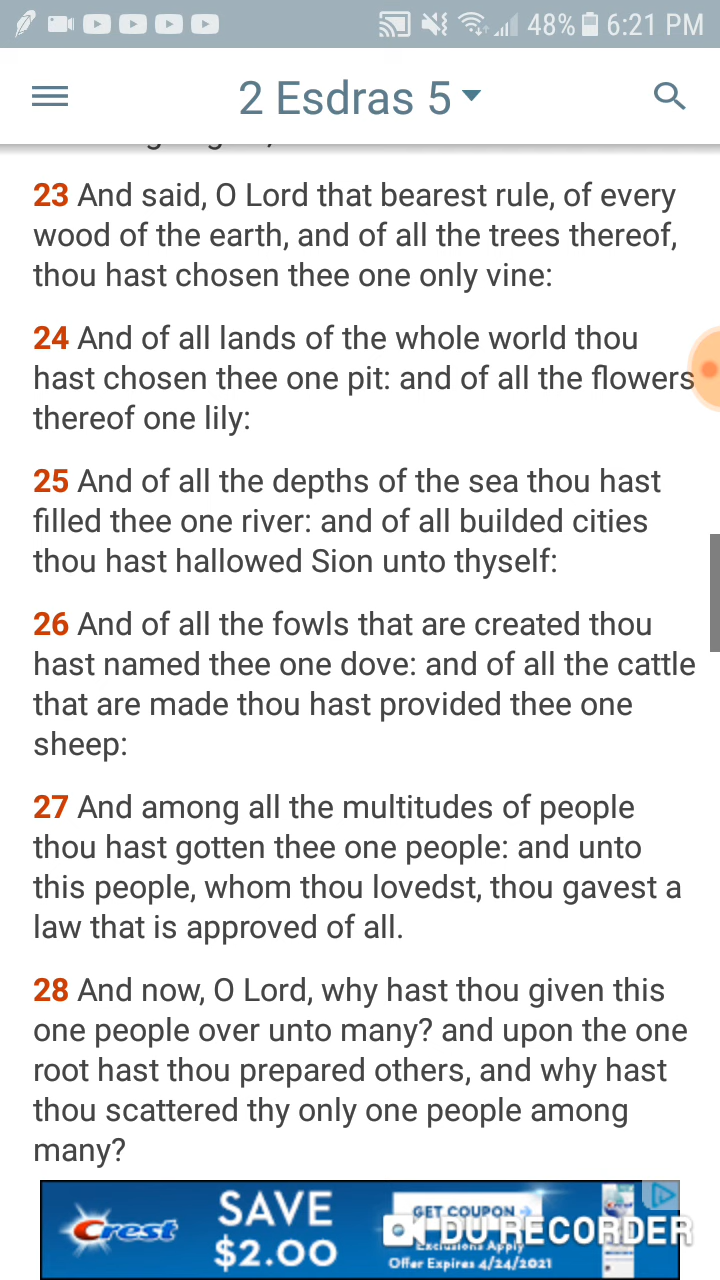 48% 6:21 PM
2 Esdras 5
23 And said, O Lord that bearest rule, of every
wood of the earth, and of all the trees thereof,
thou hast chosen thee one only vine:
24 And of all lands of the whole world thou
hast chosen thee one pit: and of all the flowers
thereof one lily:
25 And of all the depths of the sea thou hast
filled thee one river: and of all builded cities
thou hast hallowed Sion unto thyself:
26 And of all the fowls that are created thou
hast named thee one dove: and of all the cattle
that are made thou hast provided thee one
sheep:
27 And among all the multitudes of people
thou hast gotten thee one people: and unto
this people, whom thou lovedst, thou gavest a
law that is approved of all.
28 And now, O Lord, why hast thou given this
one people over unto many? and upon the one
root hast thou prepared others, and why hast
thou scattered thy only one people among
many?
Crest
SAVE
$2.00
GET COUPON
DU RECORDER
Exclusions Apply
Offer Expires 4/24/2021